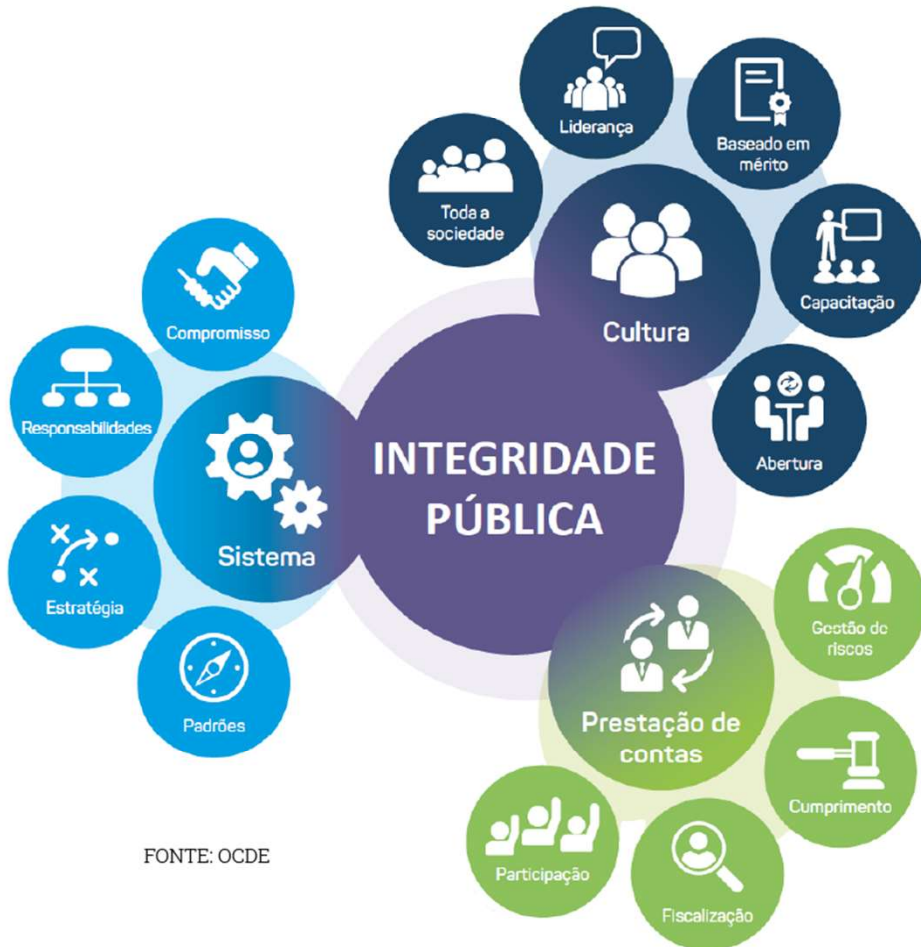 INTEGRIDADE
PÚBLICA
Sistema
Compromisso
Responsabilidades
Estratégia
Padrões
Cultura
Toda a
sociedade
Liderança
Baseado em
mérito
Capacitação
Abertura
Prestação de
contas
Gestão de
riscos
Cumprimento
Fiscalização
Participação
FONTE: OCDE